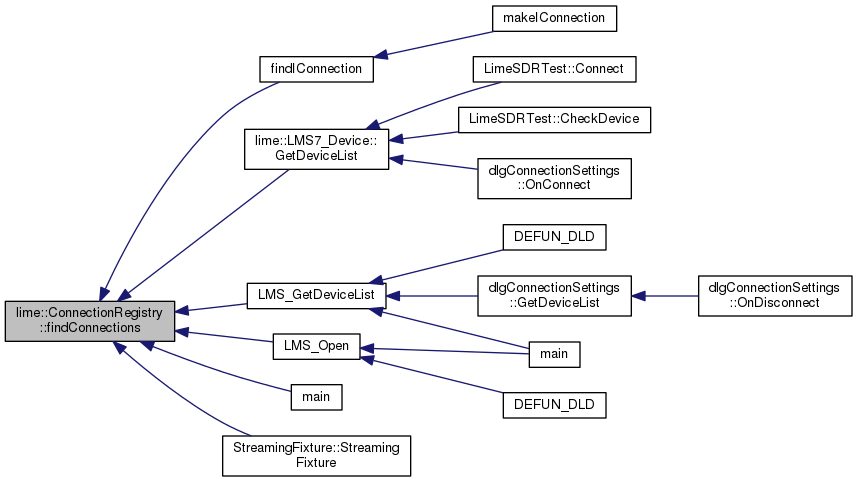 makeIConnection
findIConnection
LimeSDRTest::Connect
LimeSDRTest::CheckDevice
lime::LMS7_Device::
GetDeviceList
dlgConnectionSettings
::OnConnect
DEFUN_DLD
LMS_GetDeviceList
dlgConnectionSettings
::GetDeviceList
dlgConnectionSettings
::OnDisconnect
lime::ConnectionRegistry
::findConnections
LMS_Open
main
main
DEFUN_DLD
StreamingFixture::Streaming
Fixture